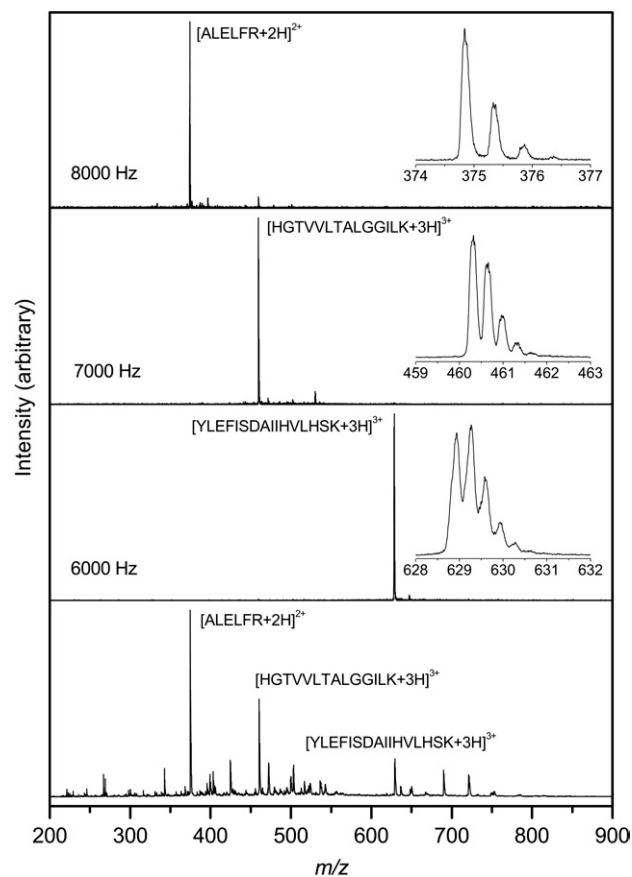 [ALELFR+2H]²⁺
8000 Hz
374 375 376 377
[HGTVVLTALGGILK+3H]³⁺
7000 Hz
459 460 461 462 463
[YLEFISDAIIHVLHSK+3H]³⁺
6000 Hz
628 629 630 631 632
[ALELFR+2H]²⁺
[HGTVVLTALGGILK+3H]³⁺
[YLEFISDAIIHVLHSK+3H]³⁺
200 300 400 500 600 700 800 900
m/z
Intensity (arbitrary)